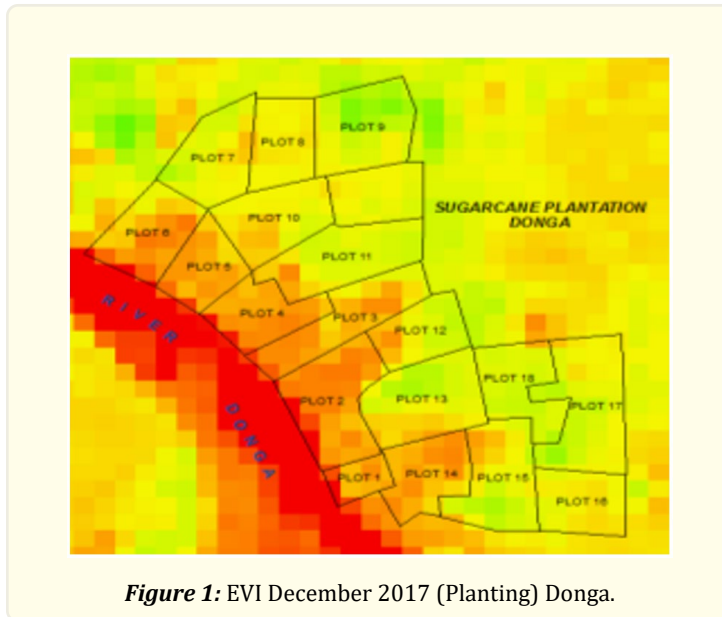 PLOT 9
PLOT 8
PLOT 7
SUGARCANE PLANTATION
DONGA
PLOT 10
PLOT 6
PLOT 11
PLOT 5
RIVER
PLOT 4
PLOT 3
PLOT 12
PLOT 18
PLOT 2
PLOT 13
PLOT 17
DONGA
PLOT 1
PLOT 14
PLOT 15
PLOT 16
Figure 1: EVI December 2017 (Planting) Donga.